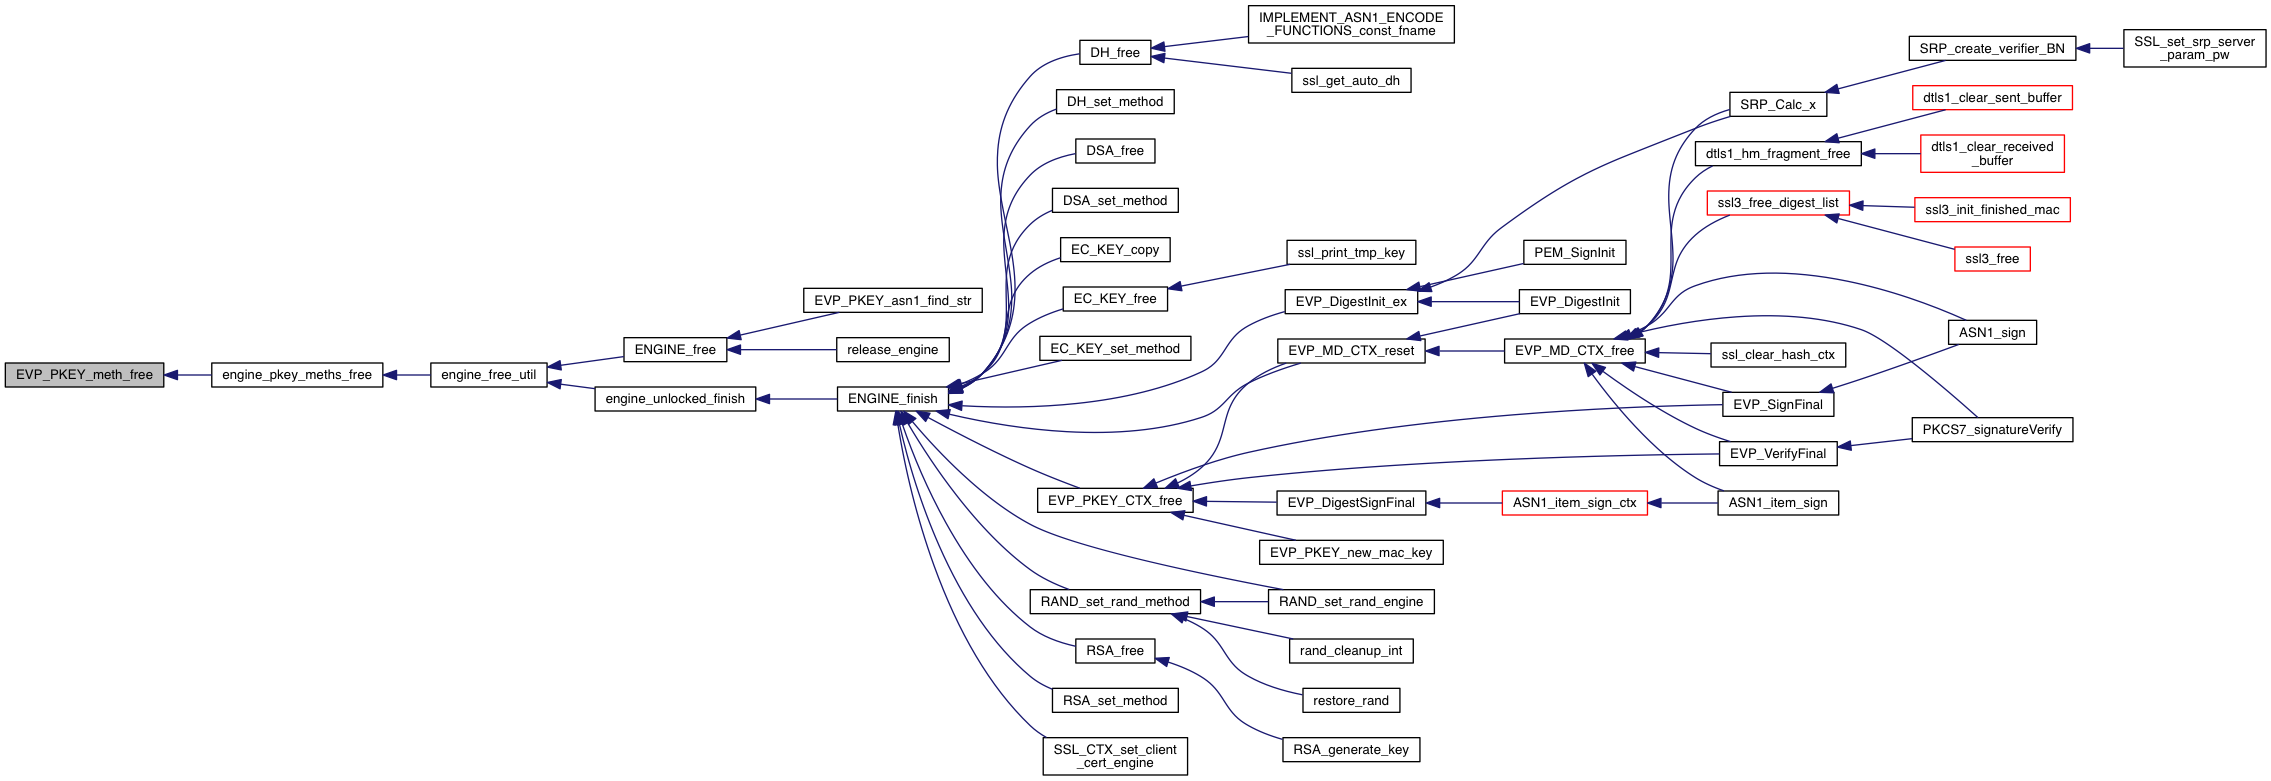 EVP_PKEY_meth_free
engine_pkey_meths_free
engine_free_util
ENGINE_free
engine_unlocked_finish
EVP_PKEY_asn1_find_str
release_engine
ENGINE_finish
DH_free
DH_set_method
DSA_free
DSA_set_method
EC_KEY_copy
EC_KEY_free
EC_KEY_set_method
EVP_PKEY_CTX_free
RAND_set_rand_method
RSA_free
RSA_set_method
SSL_CTX_set_client
_cert_engine
IMPLEMENT_ASN1_ENCODE
_FUNCTIONS_const_fname
ssl_get_auto_dh
ssl_print_tmp_key
EVP_DigestInit_ex
EVP_MD_CTX_reset
EVP_DigestSignFinal
EVP_PKEY_new_mac_key
RAND_set_rand_engine
rand_cleanup_int
restore_rand
RSA_generate_key
PEM_SignInit
EVP_DigestInit
EVP_MD_CTX_free
ASN1_item_sign_ctx
SRP_Calc_x
dtls1_hm_fragment_free
ssl3_free_digest_list
ssl_clear_hash_ctx
EVP_SignFinal
EVP_VerifyFinal
ASN1_item_sign
SRP_create_verifier_BN
dtls1_clear_sent_buffer
dtls1_clear_received
_buffer
ssl3_init_finished_mac
ssl3_free
ASN1_sign
PKCS7_signatureVerify
SSL_set_srp_server
_param_pw